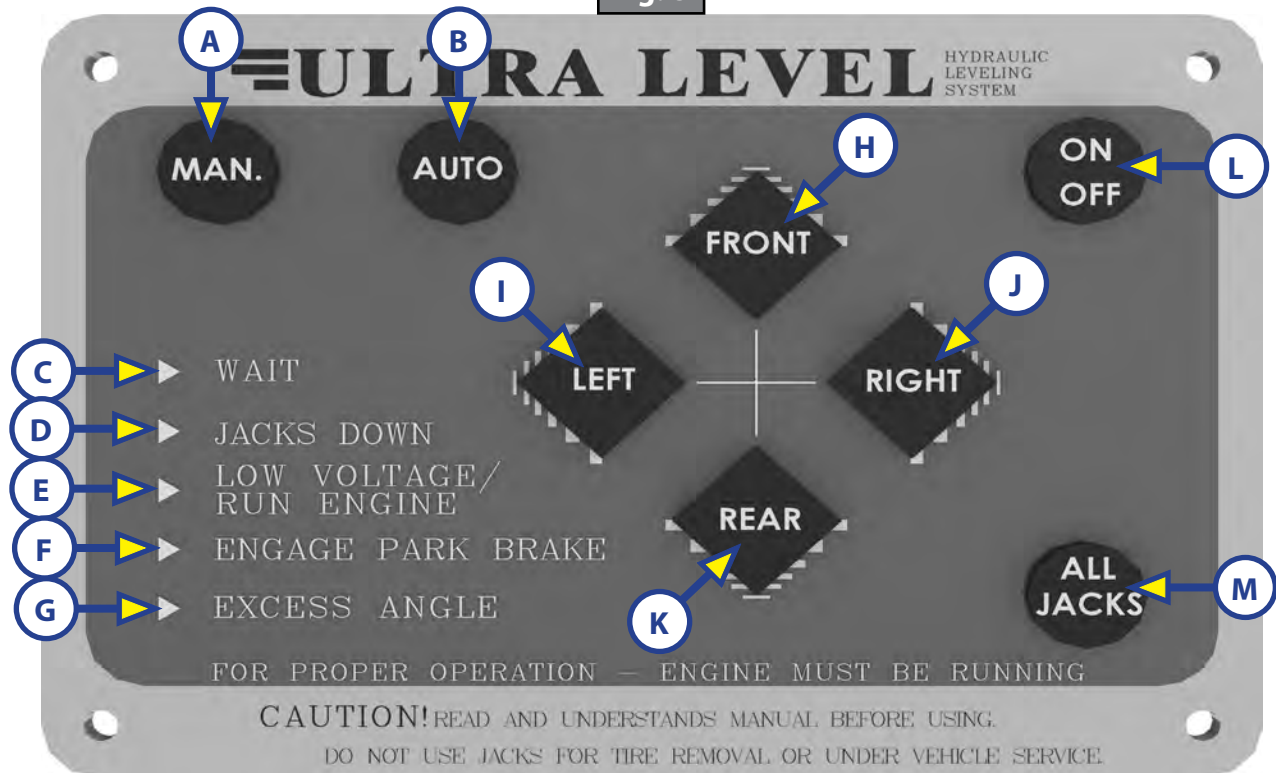 A
B
ULTRA LEVEL
HYDRAULIC
LEVELING
SYSTEM
MAN.
AUTO
H
ON
OFF
L
FRONT
I
J
LEFT
RIGHT
C
WAIT
D
JACKS DOWN
E
LOW VOLTAGE/
RUN ENGINE
REAR
F
ENGAGE PARK BRAKE
G
EXCESS ANGLE
K
ALL
JACKS
M
FOR PROPER OPERATION – ENGINE MUST BE RUNNING
CAUTION! READ AND UNDERSTANDS MANUAL BEFORE USING.
DO NOT USE JACKS FOR TIRE REMOVAL OR UNDER VEHICLE SERVICE.